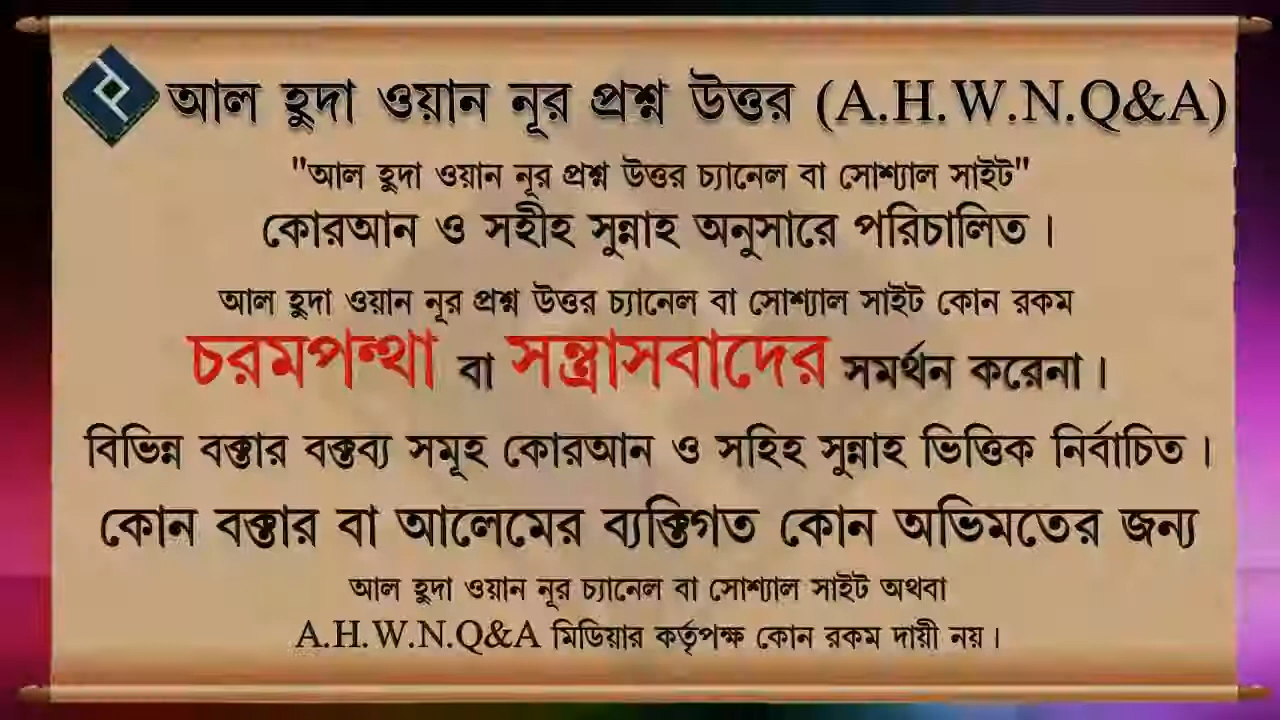 আল হুদা ওয়ান নূর প্রশ্ন উত্তর (A.H.W.N.Q&A)
"আল হুদা ওয়ান নূর প্রশ্ন উত্তর চ্যানেল বা সোশ্যাল সাইট"
কোরআন ও সহীহ সুন্নাহ অনুসারে পরিচালিত।
আল হুদা ওয়ান নূর প্রশ্ন উত্তর চ্যানেল বা সোশ্যাল সাইট কোন রকম
চরমপন্থা বা সন্ত্রাসবাদের সমর্থন করেনা।
বিভিন্ন বক্তার বক্তব্য সমূহ কোরআন ও সহিহ সুন্নাহ ভিত্তিক নির্বাচিত।
কোন বক্তার বা আলেমের ব্যক্তিগত কোন অভিমতের জন্য
আল হুদা ওয়ান নূর চ্যানেল বা সোশ্যাল সাইট অথবা
A.H.W.N.Q&A মিডিয়ার কর্তৃপক্ষ কোন রকম দায়ী নয়।